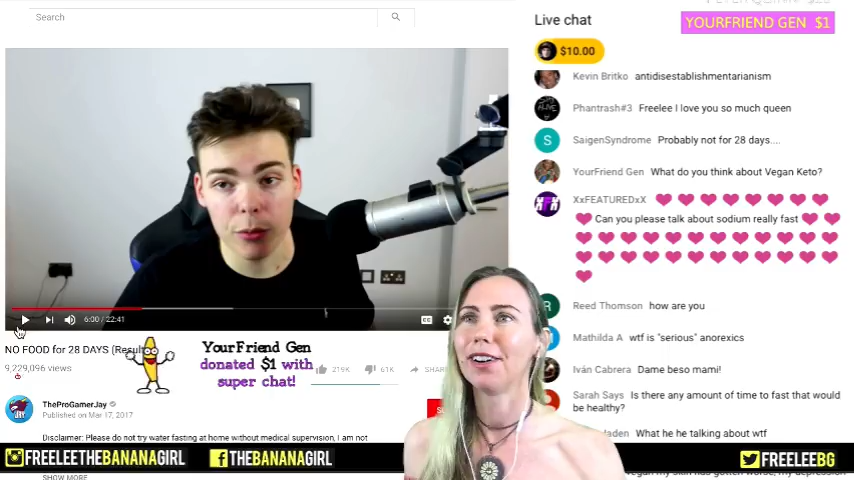 Search
Live chat
YOURFRIEND GEN $1
$10.00
Kevin Britko antidisestablishmentarianism
Phantrash#3 Freelee I love you so much queen
SaigenSyndrome Probably not for 28 days....
YourFriend Gen What do you think about Vegan Keto?
XxFEATUREDxX
Can you please talk about sodium really fast
Reed Thomson how are you
Mathilda A wtf is "serious" anorexics
Iván Cabrera Dame beso mami!
Sarah Says Is there any amount of time to fast that would
be healthy?
What he he talking about wtf
6:00 / 22:41
NO FOOD for 28 DAYS
9,229,096 views
YourFriend Gen
donated $1 with
super chat!
219K 61K SHAR
TheProGamerJay
Published on Mar 17, 2017
Disclaimer: Please do not try water fasting at home without medical supervision, I am not
FREELEETHEBANANAGIRL
THEBANANAGIRL
FREELEEBG
SHOW MORE